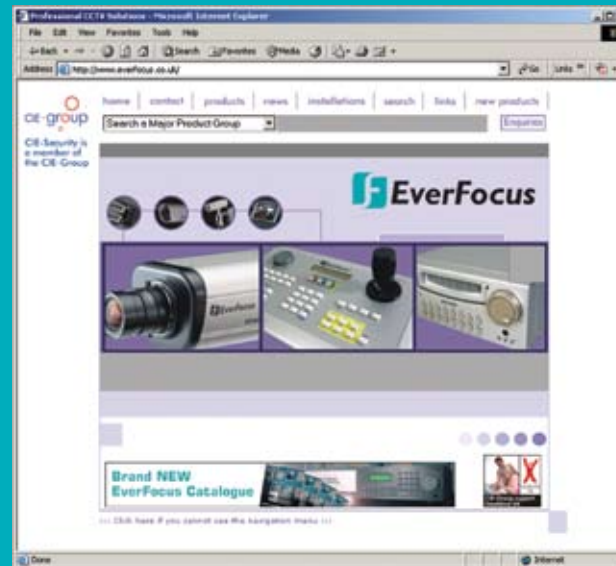 Professional CCTV Solutions - Microsoft Internet Explorer
File Edit View Favorites Tools Help
Back Search Favorites Media
Address http://www.everfocus.co.uk/ Go Links
home contact products news installations search links new products
cie-group
Search a Major Product Group
Enquiries
CIE-Security is
a member of
the CIE-Group
EverFocus
EverFocus
Brand NEW
EverFocus Catalogue
Click here if you cannot use the navigation menu
Done Internet